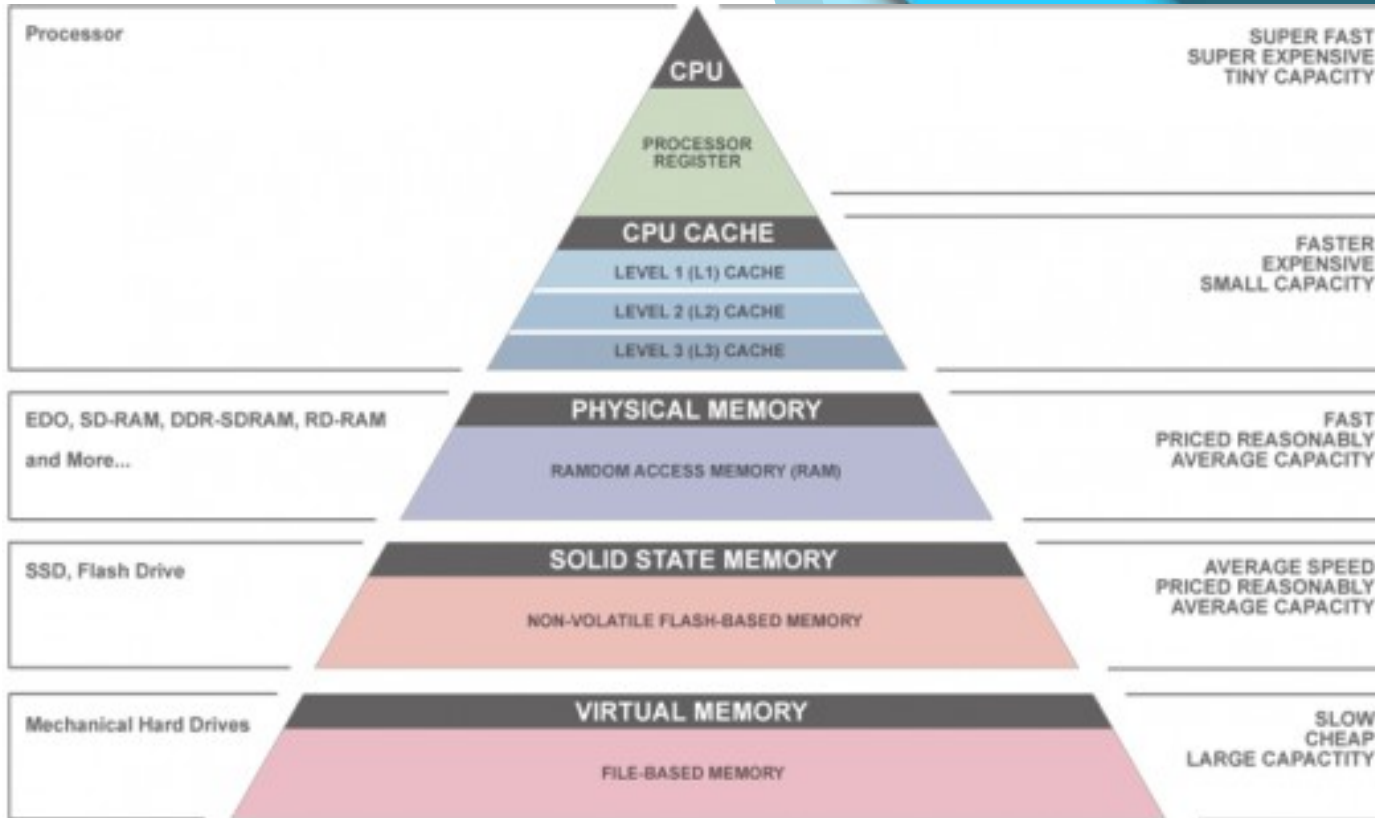 Processor
CPU
SUPER FAST
SUPER EXPENSIVE
TINY CAPACITY
PROCESSOR
REGISTER
CPU CACHE
LEVEL 1 (L1) CACHE
LEVEL 2 (L2) CACHE
LEVEL 3 (L3) CACHE
FASTER
EXPENSIVE
SMALL CAPACITY
EDO, SD-RAM, DDR-SDRAM, RD-RAM
and More...
PHYSICAL MEMORY
RAMDOM ACCESS MEMORY (RAM)
FAST
PRICED REASONABLY
AVERAGE CAPACITY
SSD, Flash Drive
SOLID STATE MEMORY
NON-VOLATILE FLASH-BASED MEMORY
AVERAGE SPEED
PRICED REASONABLY
AVERAGE CAPACITY
Mechanical Hard Drives
VIRTUAL MEMORY
FILE-BASED MEMORY
SLOW
CHEAP
LARGE CAPACTITY